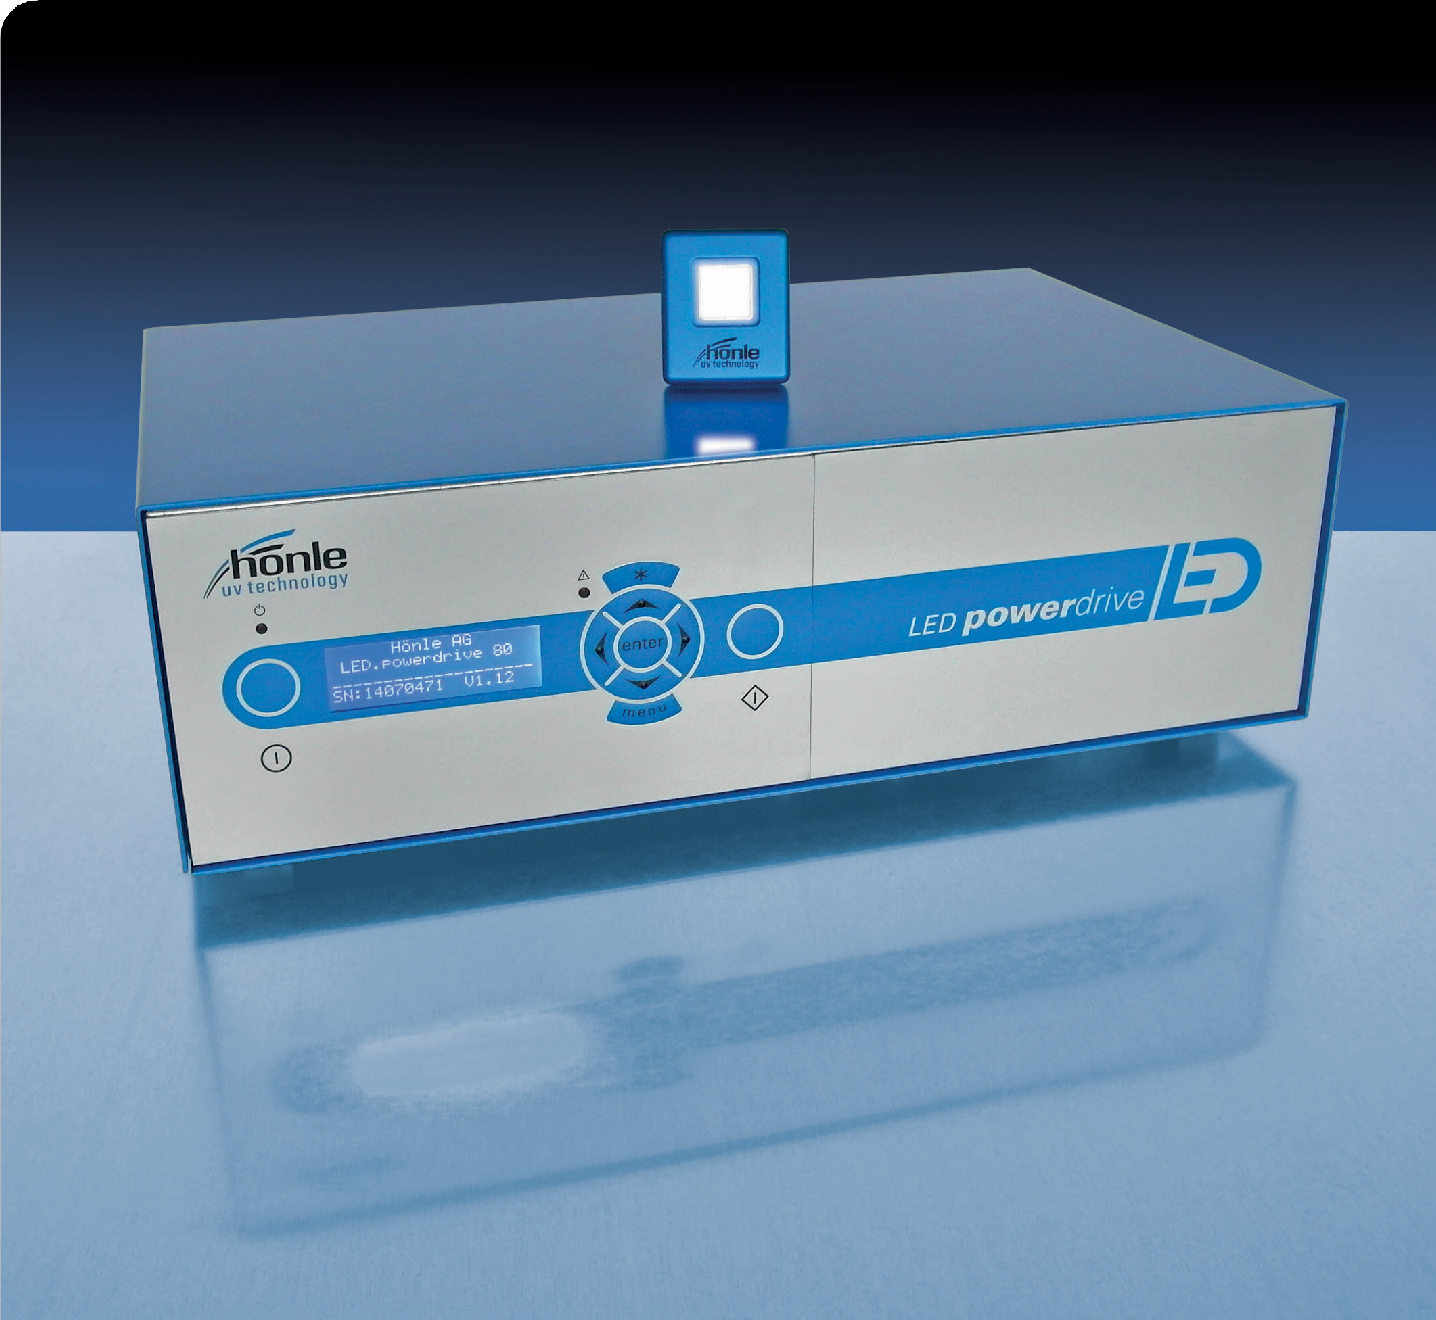 hönle
uv technology
hönle
uv technology
Hönle AG
LED.powerdrive 80
SN:14070471 V1.12
enter
menu
LED powerdrive
LED